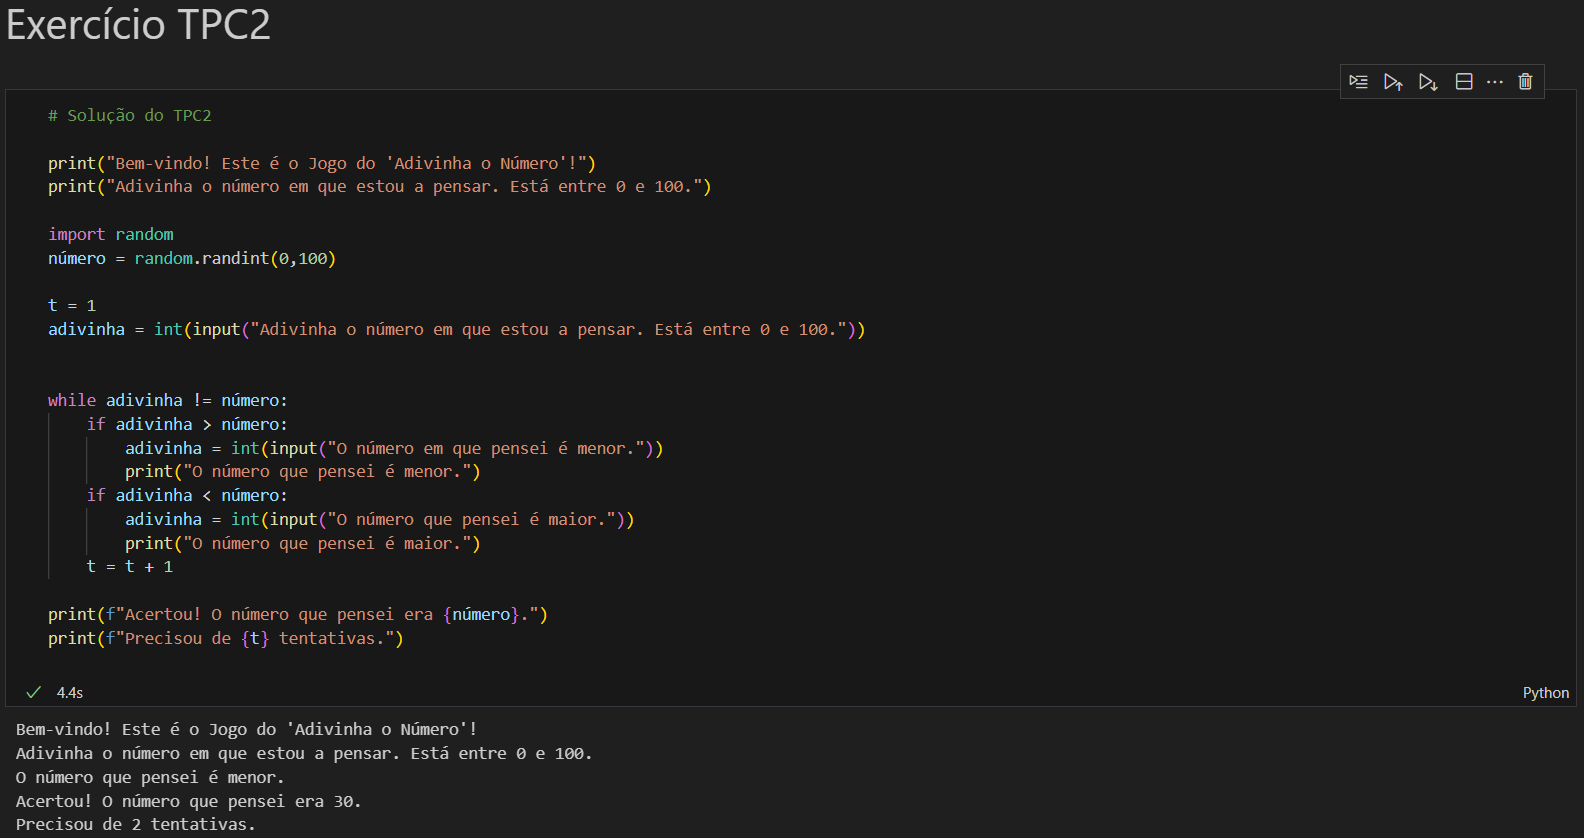 Exercício TPC2
# Solução do TPC2
print("Bem-vindo! Este é o Jogo do 'Adivinha o Número'!")
print("Adivinha o número em que estou a pensar. Está entre 0 e 100.")
import random
número = random.randint(0,100)
t = 1
adivinha = int(input("Adivinha o número em que estou a pensar. Está entre 0 e 100."))
while adivinha != número:
    if adivinha > número:
        adivinha = int(input("O número em que pensei é menor."))
        print("O número que pensei é menor.")
    if adivinha < número:
        adivinha = int(input("O número que pensei é maior."))
        print("O número que pensei é maior.")
    t = t + 1
print(f"Acertou! O número que pensei era {número}.")
print(f"Precisou de {t} tentativas.")
4.4s
Python
Bem-vindo! Este é o Jogo do 'Adivinha o Número'!
Adivinha o número em que estou a pensar. Está entre 0 e 100.
O número que pensei é menor.
Acertou! O número que pensei era 30.
Precisou de 2 tentativas.